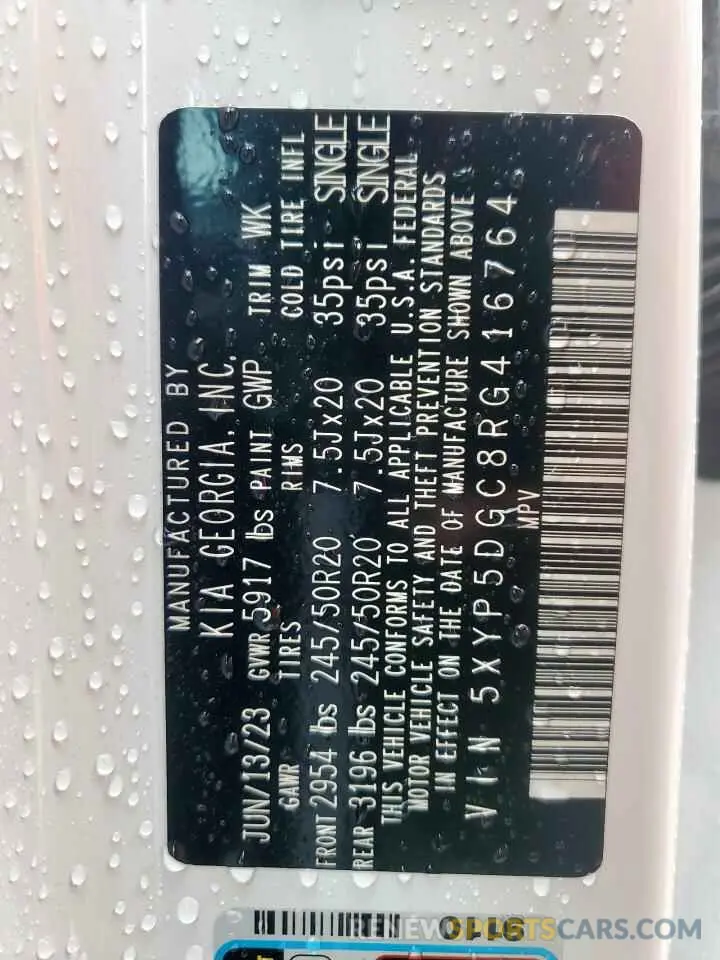 MANUFACTURED BY
KIA GEORGIA, INC.
JUN/13/23 GVWR 5917 lbs PAINT GWP TRIM WK
GAWR TIRES RIMS COLD TIRE INFL
FRONT 2954 lbs 245/50R20 7.5Jx20 35psi SINGLE
REAR 3196 lbs 245/50R20 7.5Jx20 35psi SINGLE
THIS VEHICLE CONFORMS TO ALL APPLICABLE U.S.A. FEDERAL
MOTOR VEHICLE SAFETY AND THEFT PREVENTION STANDARDS
IN EFFECT ON THE DATE OF MANUFACTURE SHOWN ABOVE
VIN 5XYP5DGC8RG416764
MPV
RENEWSPORTSCARS.COM